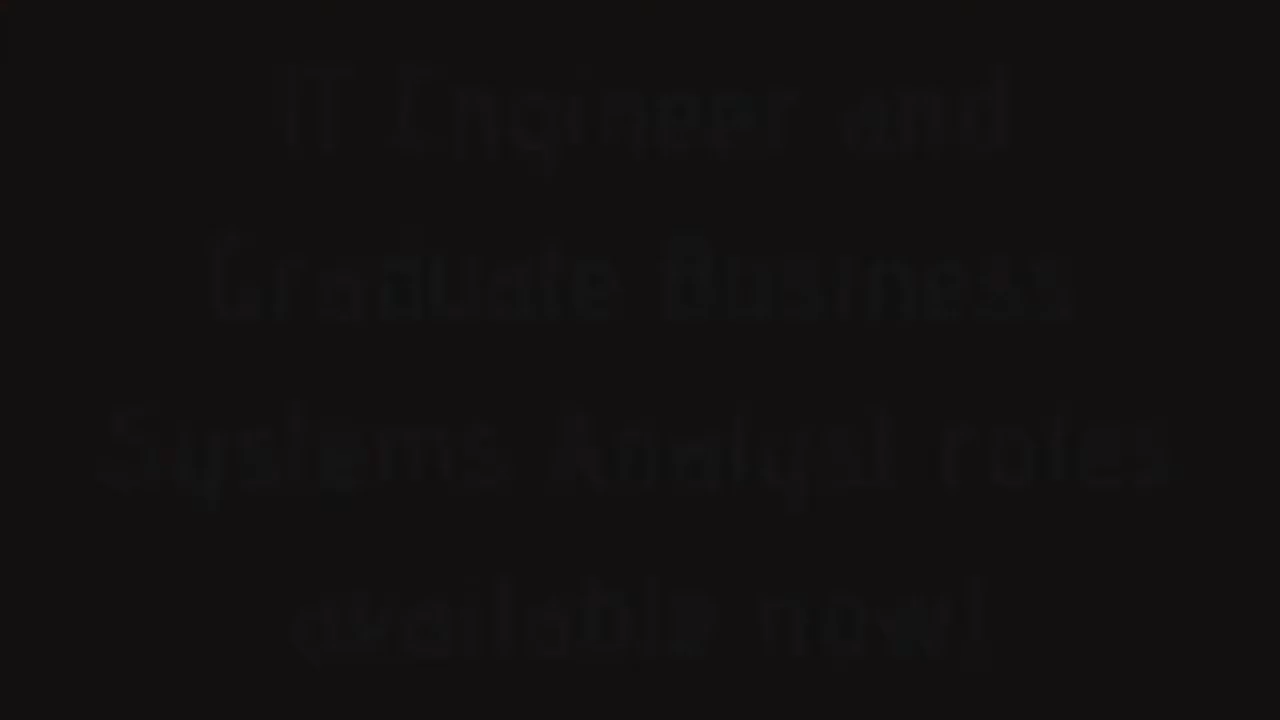 IT Engineer and
Graduate Business
Systems Analyst roles
available now!